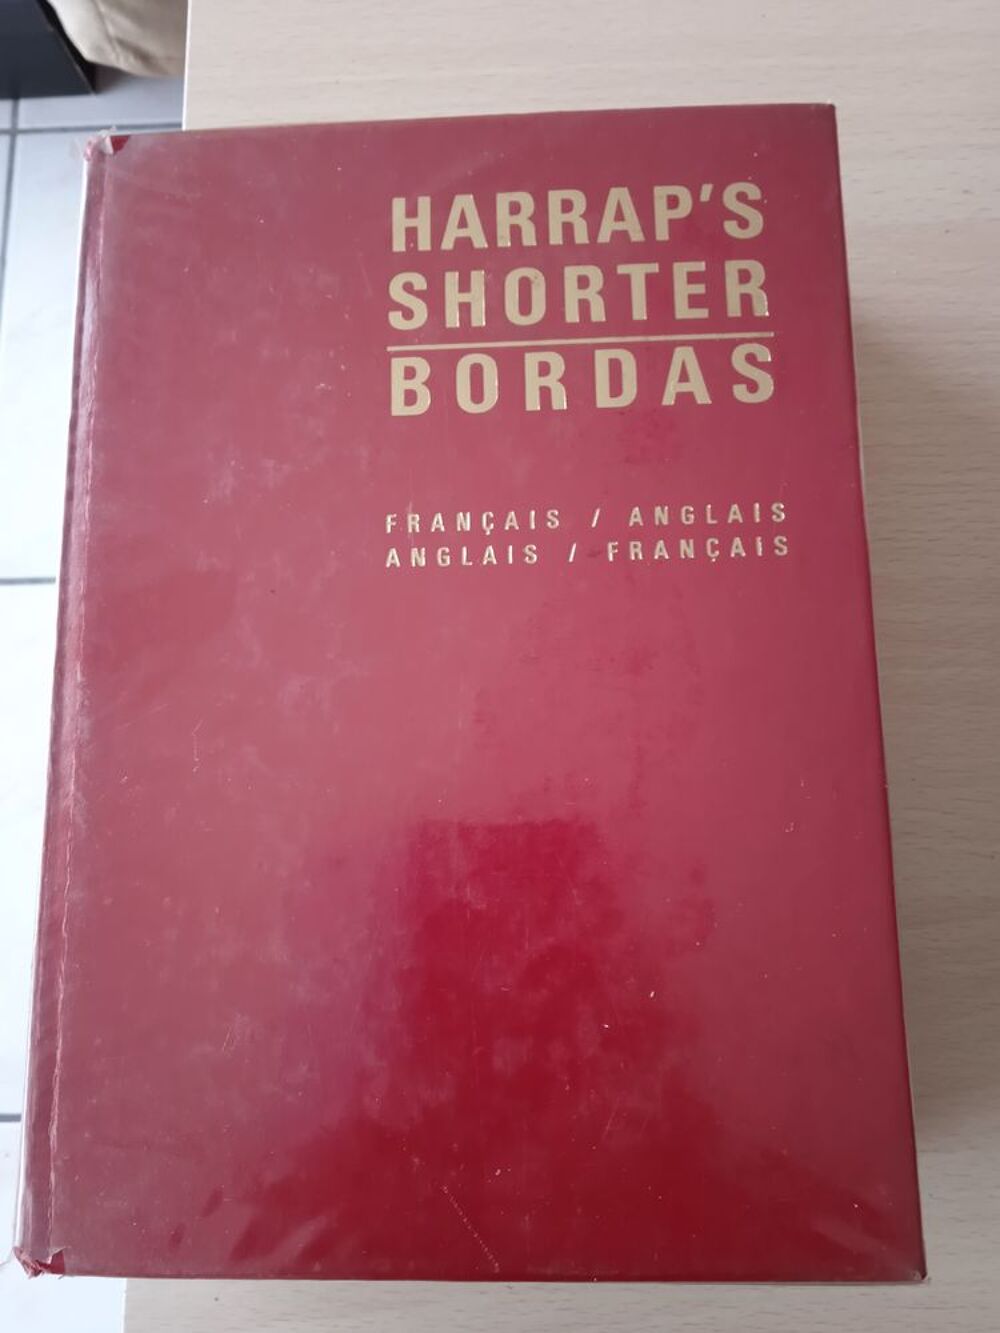 HARRAP'S
SHORTER
BORDAS
FRANÇAIS / ANGLAIS
ANGLAIS / FRANÇAIS